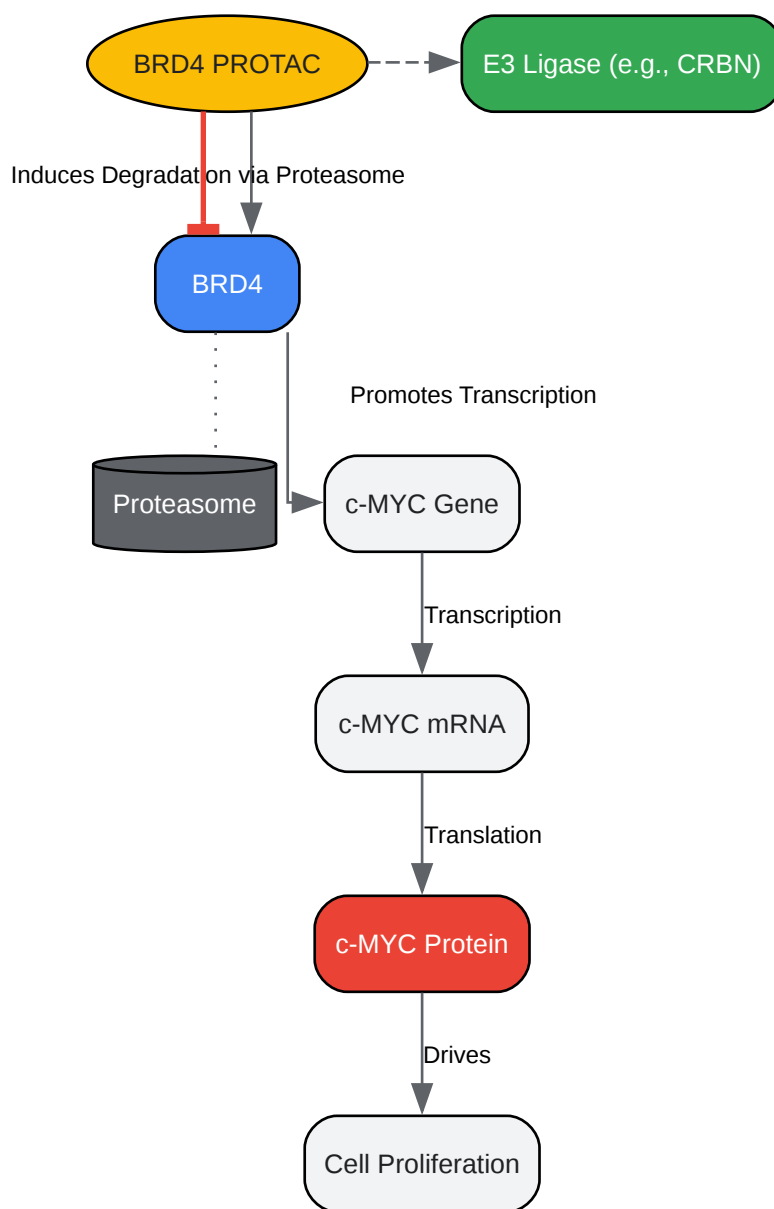 BRD4 PROTAC
E3 Ligase (e.g., CRBN)
Induces Degradation via Proteasome
BRD4
Promotes Transcription
Proteasome
c-MYC Gene
Transcription
c-MYC mRNA
Translation
c-MYC Protein
Drives
Cell Proliferation